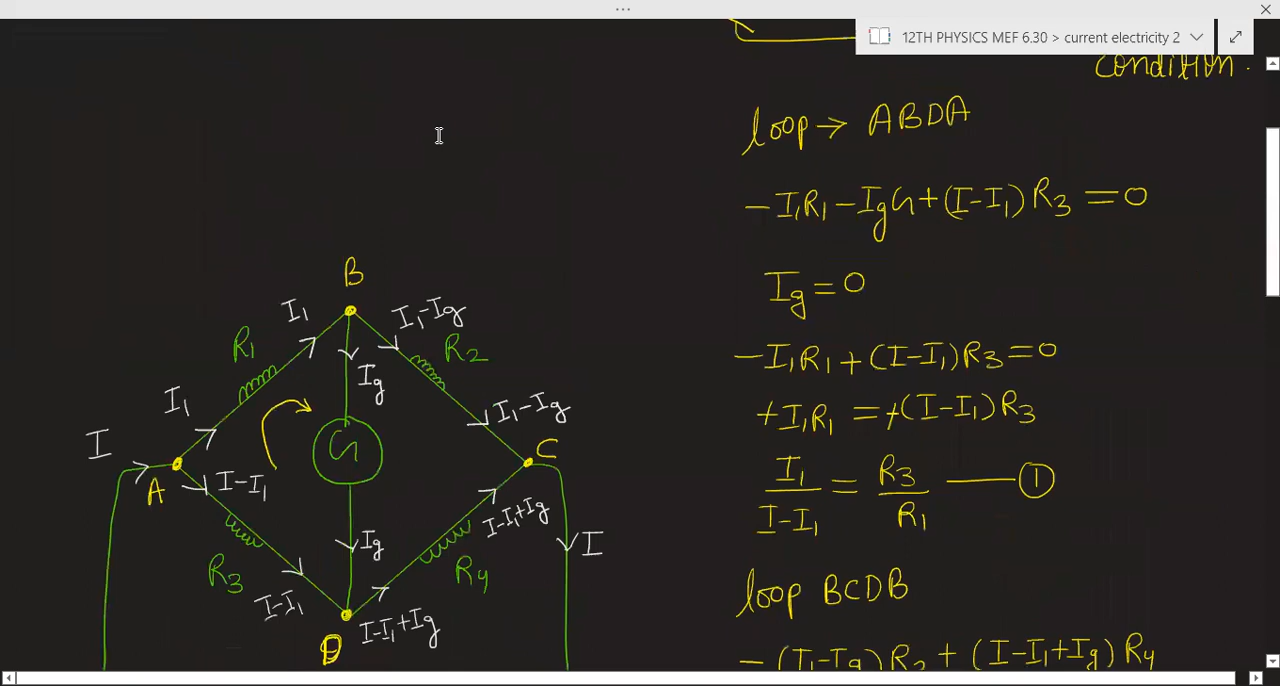 12TH PHYSICS MEF 6.30 > current electricity 2
condition.
loop → ABDA
-I1R1 - IgG + (I-I1)R3 = 0
Ig = 0
-I1R1 + (I-I1)R3 = 0
+I1R1 = +(I-I1)R3
I1/(I-I1) = R3/R1 — ①
loop BCDB
-(I1-Ig)R2 + (I-I1+Ig)R4
B
I1
I1-Ig
R1
R2
Ig
I1
I1-Ig
I
G
C
A
I-I1
I-I1+Ig
Ig
I
R3
R4
I-I1
I-I1+Ig
D